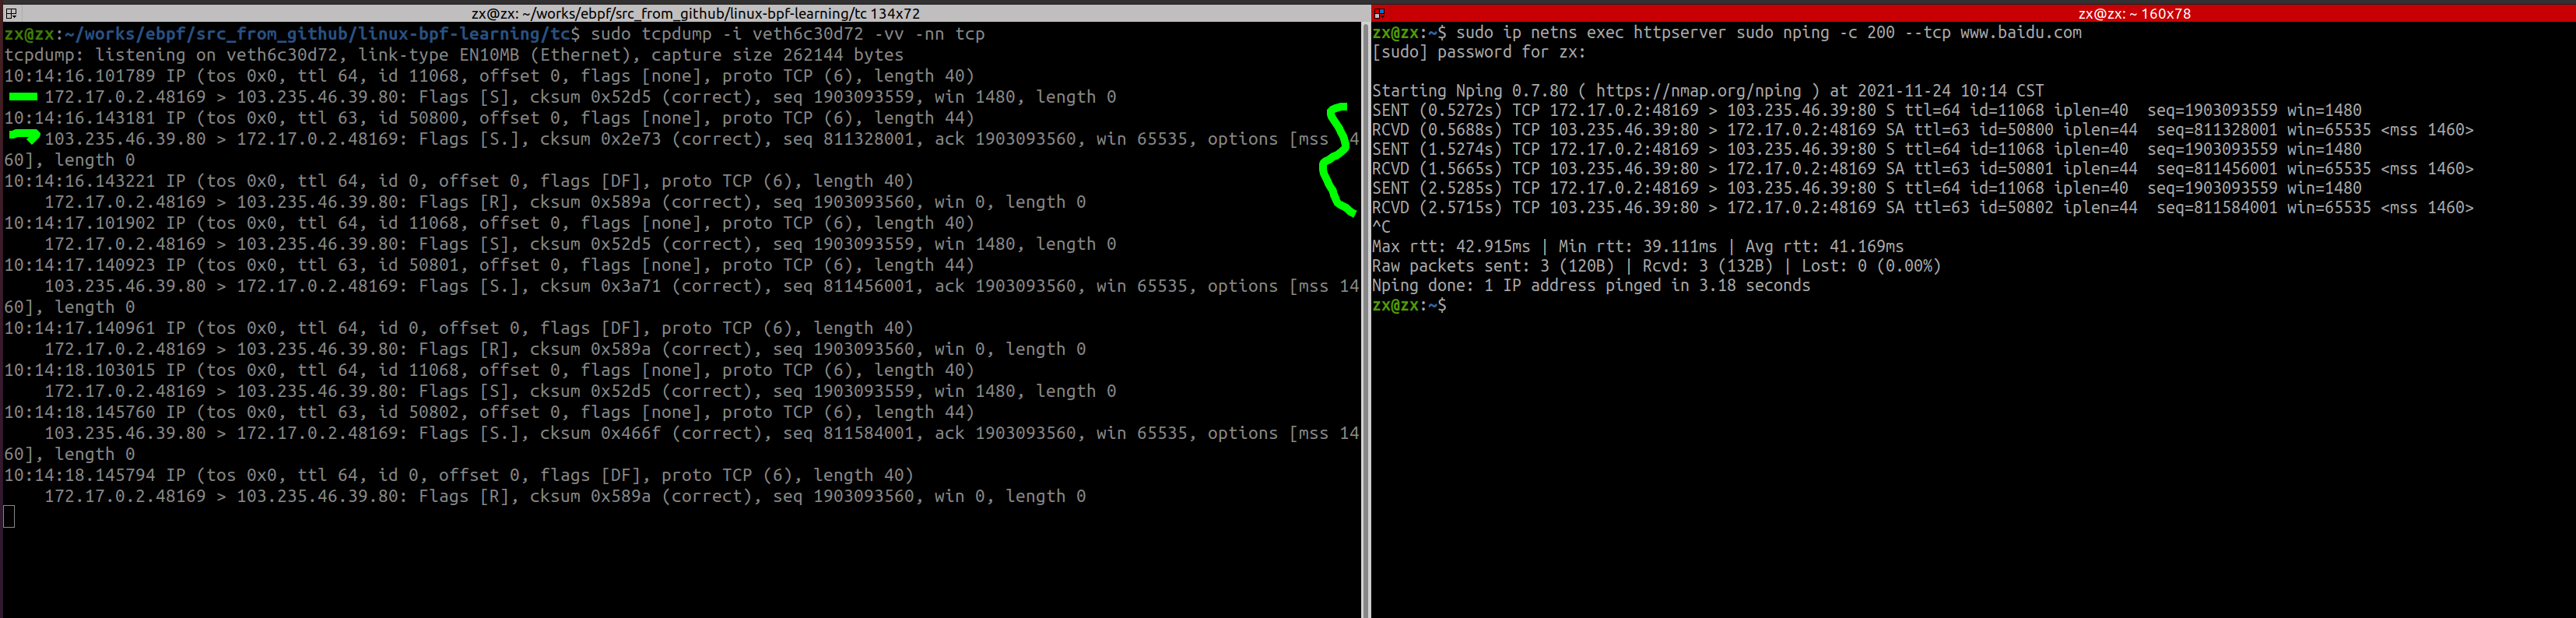 zx@zx: ~/works/ebpf/src_from_github/linux-bpf-learning/tc 134x72
zx@zx:~/works/ebpf/src_from_github/linux-bpf-learning/tc$ sudo tcpdump -i veth6c30d72 -vv -nn tcp
tcpdump: listening on veth6c30d72, link-type EN10MB (Ethernet), capture size 262144 bytes
10:14:16.101789 IP (tos 0x0, ttl 64, id 11068, offset 0, flags [none], proto TCP (6), length 40)
172.17.0.2.48169 > 103.235.46.39.80: Flags [S], cksum 0x52d5 (correct), seq 1903093559, win 1480, length 0
10:14:16.143181 IP (tos 0x0, ttl 63, id 50800, offset 0, flags [none], proto TCP (6), length 44)
103.235.46.39.80 > 172.17.0.2.48169: Flags [S.], cksum 0x2e73 (correct), seq 811328001, ack 1903093560, win 65535, options [mss 4
60], length 0
10:14:16.143221 IP (tos 0x0, ttl 64, id 0, offset 0, flags [DF], proto TCP (6), length 40)
172.17.0.2.48169 > 103.235.46.39.80: Flags [R], cksum 0x589a (correct), seq 1903093560, win 0, length 0
10:14:17.101902 IP (tos 0x0, ttl 64, id 11068, offset 0, flags [none], proto TCP (6), length 40)
172.17.0.2.48169 > 103.235.46.39.80: Flags [S], cksum 0x52d5 (correct), seq 1903093559, win 1480, length 0
10:14:17.140923 IP (tos 0x0, ttl 63, id 50801, offset 0, flags [none], proto TCP (6), length 44)
103.235.46.39.80 > 172.17.0.2.48169: Flags [S.], cksum 0x3a71 (correct), seq 811456001, ack 1903093560, win 65535, options [mss 14
60], length 0
10:14:17.140961 IP (tos 0x0, ttl 64, id 0, offset 0, flags [DF], proto TCP (6), length 40)
172.17.0.2.48169 > 103.235.46.39.80: Flags [R], cksum 0x589a (correct), seq 1903093560, win 0, length 0
10:14:18.103015 IP (tos 0x0, ttl 64, id 11068, offset 0, flags [none], proto TCP (6), length 40)
172.17.0.2.48169 > 103.235.46.39.80: Flags [S], cksum 0x52d5 (correct), seq 1903093559, win 1480, length 0
10:14:18.145760 IP (tos 0x0, ttl 63, id 50802, offset 0, flags [none], proto TCP (6), length 44)
103.235.46.39.80 > 172.17.0.2.48169: Flags [S.], cksum 0x466f (correct), seq 811584001, ack 1903093560, win 65535, options [mss 14
60], length 0
10:14:18.145794 IP (tos 0x0, ttl 64, id 0, offset 0, flags [DF], proto TCP (6), length 40)
172.17.0.2.48169 > 103.235.46.39.80: Flags [R], cksum 0x589a (correct), seq 1903093560, win 0, length 0
zx@zx: ~ 160x78
zx@zx:~$ sudo ip netns exec httpserver sudo nping -c 200 --tcp www.baidu.com
[sudo] password for zx:
Starting Nping 0.7.80 ( https://nmap.org/nping ) at 2021-11-24 10:14 CST
SENT (0.5272s) TCP 172.17.0.2:48169 > 103.235.46.39:80 S ttl=64 id=11068 iplen=40  seq=1903093559 win=1480
RCVD (0.5688s) TCP 103.235.46.39:80 > 172.17.0.2:48169 SA ttl=63 id=50800 iplen=44  seq=811328001 win=65535 <mss 1460>
SENT (1.5274s) TCP 172.17.0.2:48169 > 103.235.46.39:80 S ttl=64 id=11068 iplen=40  seq=1903093559 win=1480
RCVD (1.5665s) TCP 103.235.46.39:80 > 172.17.0.2:48169 SA ttl=63 id=50801 iplen=44  seq=811456001 win=65535 <mss 1460>
SENT (2.5285s) TCP 172.17.0.2:48169 > 103.235.46.39:80 S ttl=64 id=11068 iplen=40  seq=1903093559 win=1480
RCVD (2.5715s) TCP 103.235.46.39:80 > 172.17.0.2:48169 SA ttl=63 id=50802 iplen=44  seq=811584001 win=65535 <mss 1460>
^C
Max rtt: 42.915ms | Min rtt: 39.111ms | Avg rtt: 41.169ms
Raw packets sent: 3 (120B) | Rcvd: 3 (132B) | Lost: 0 (0.00%)
Nping done: 1 IP address pinged in 3.18 seconds
zx@zx:~$